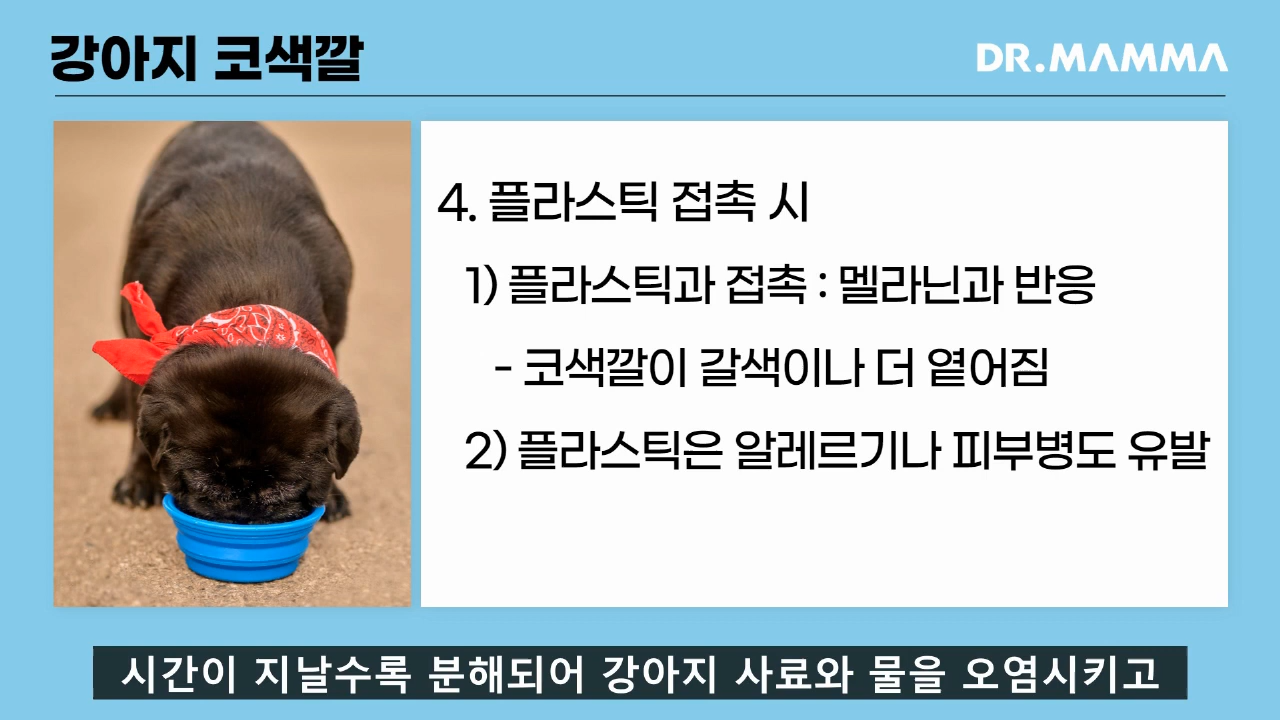 강아지 코색깔
DR.MAMMA
4. 플라스틱 접촉 시
1) 플라스틱과 접촉 : 멜라닌과 반응
- 코색깔이 갈색이나 더 옅어짐
2) 플라스틱은 알레르기나 피부병도 유발
시간이 지날수록 분해되어 강아지 사료와 물을 오염시키고